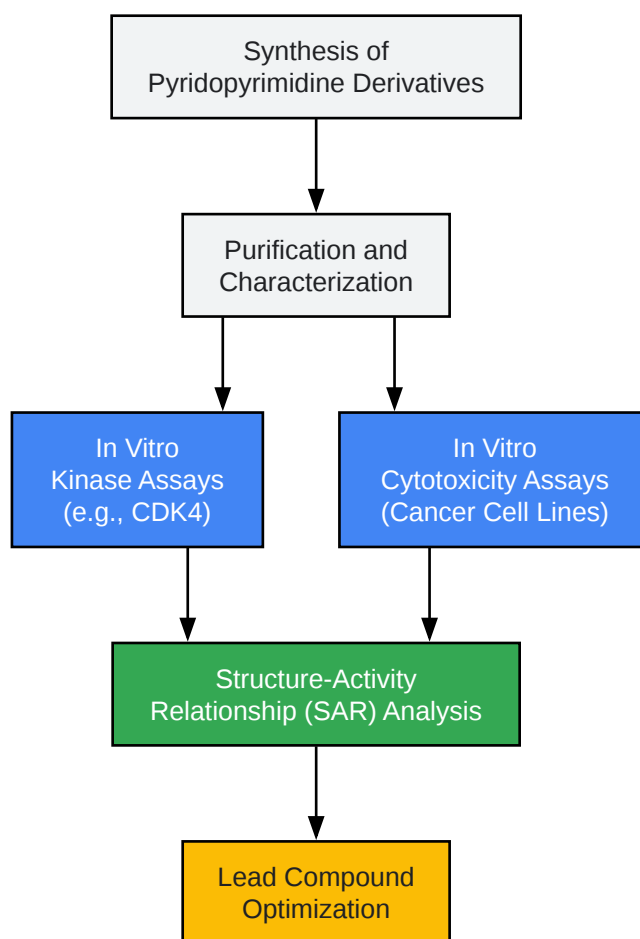 Synthesis of
Pyridopyrimidine Derivatives
Purification and
Characterization
In Vitro
Kinase Assays
(e.g., CDK4)
In Vitro
Cytotoxicity Assays
(Cancer Cell Lines)
Structure-Activity
Relationship (SAR) Analysis
Lead Compound
Optimization